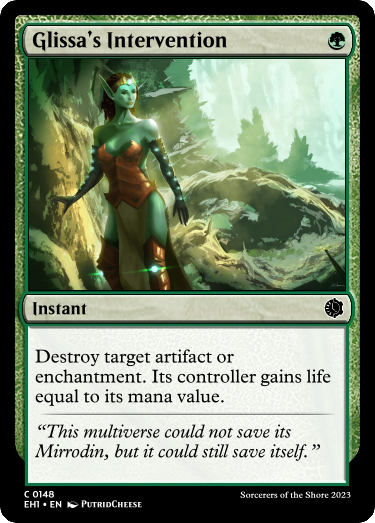 Glissa's Intervention
Instant
Destroy target artifact or
enchantment. Its controller gains life
equal to its mana value.
“This multiverse could not save its
Mirrodin, but it could still save itself.”
C 0148
EH1 • EN PutridCheese
Sorcerers of the Shore 2023